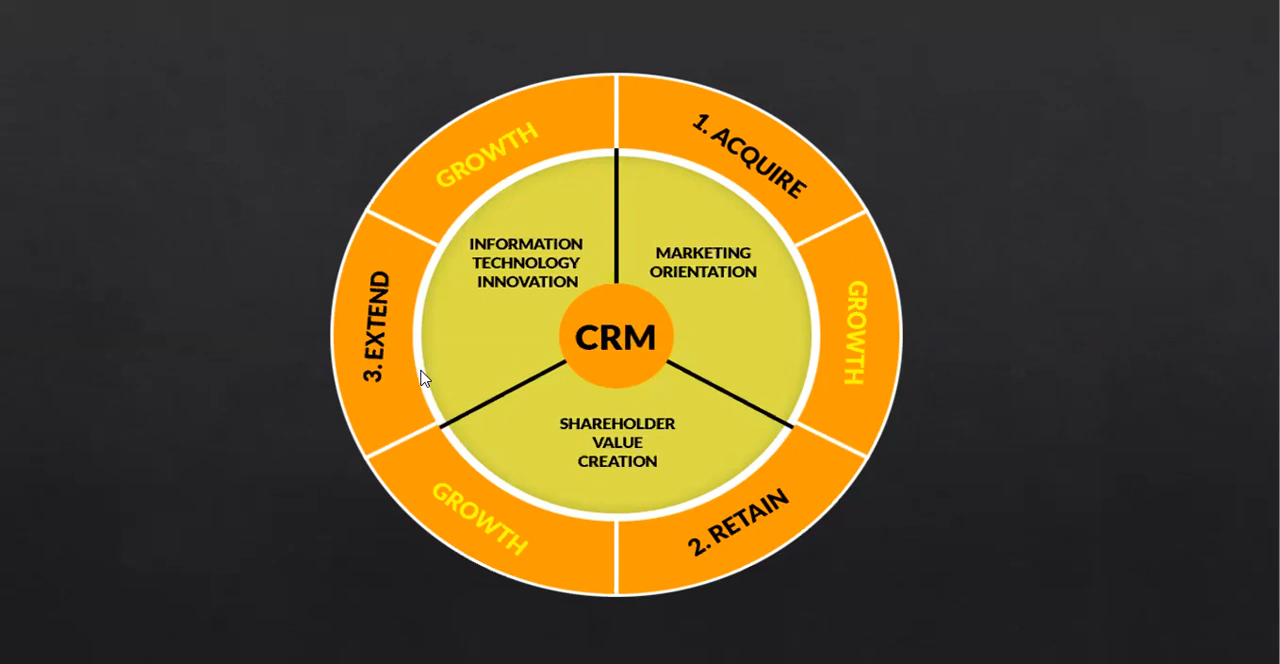 GROWTH
1. ACQUIRE
INFORMATION
TECHNOLOGY
INNOVATION
MARKETING
ORIENTATION
3. EXTEND
CRM
GROWTH
SHAREHOLDER
VALUE
CREATION
GROWTH
2. RETAIN